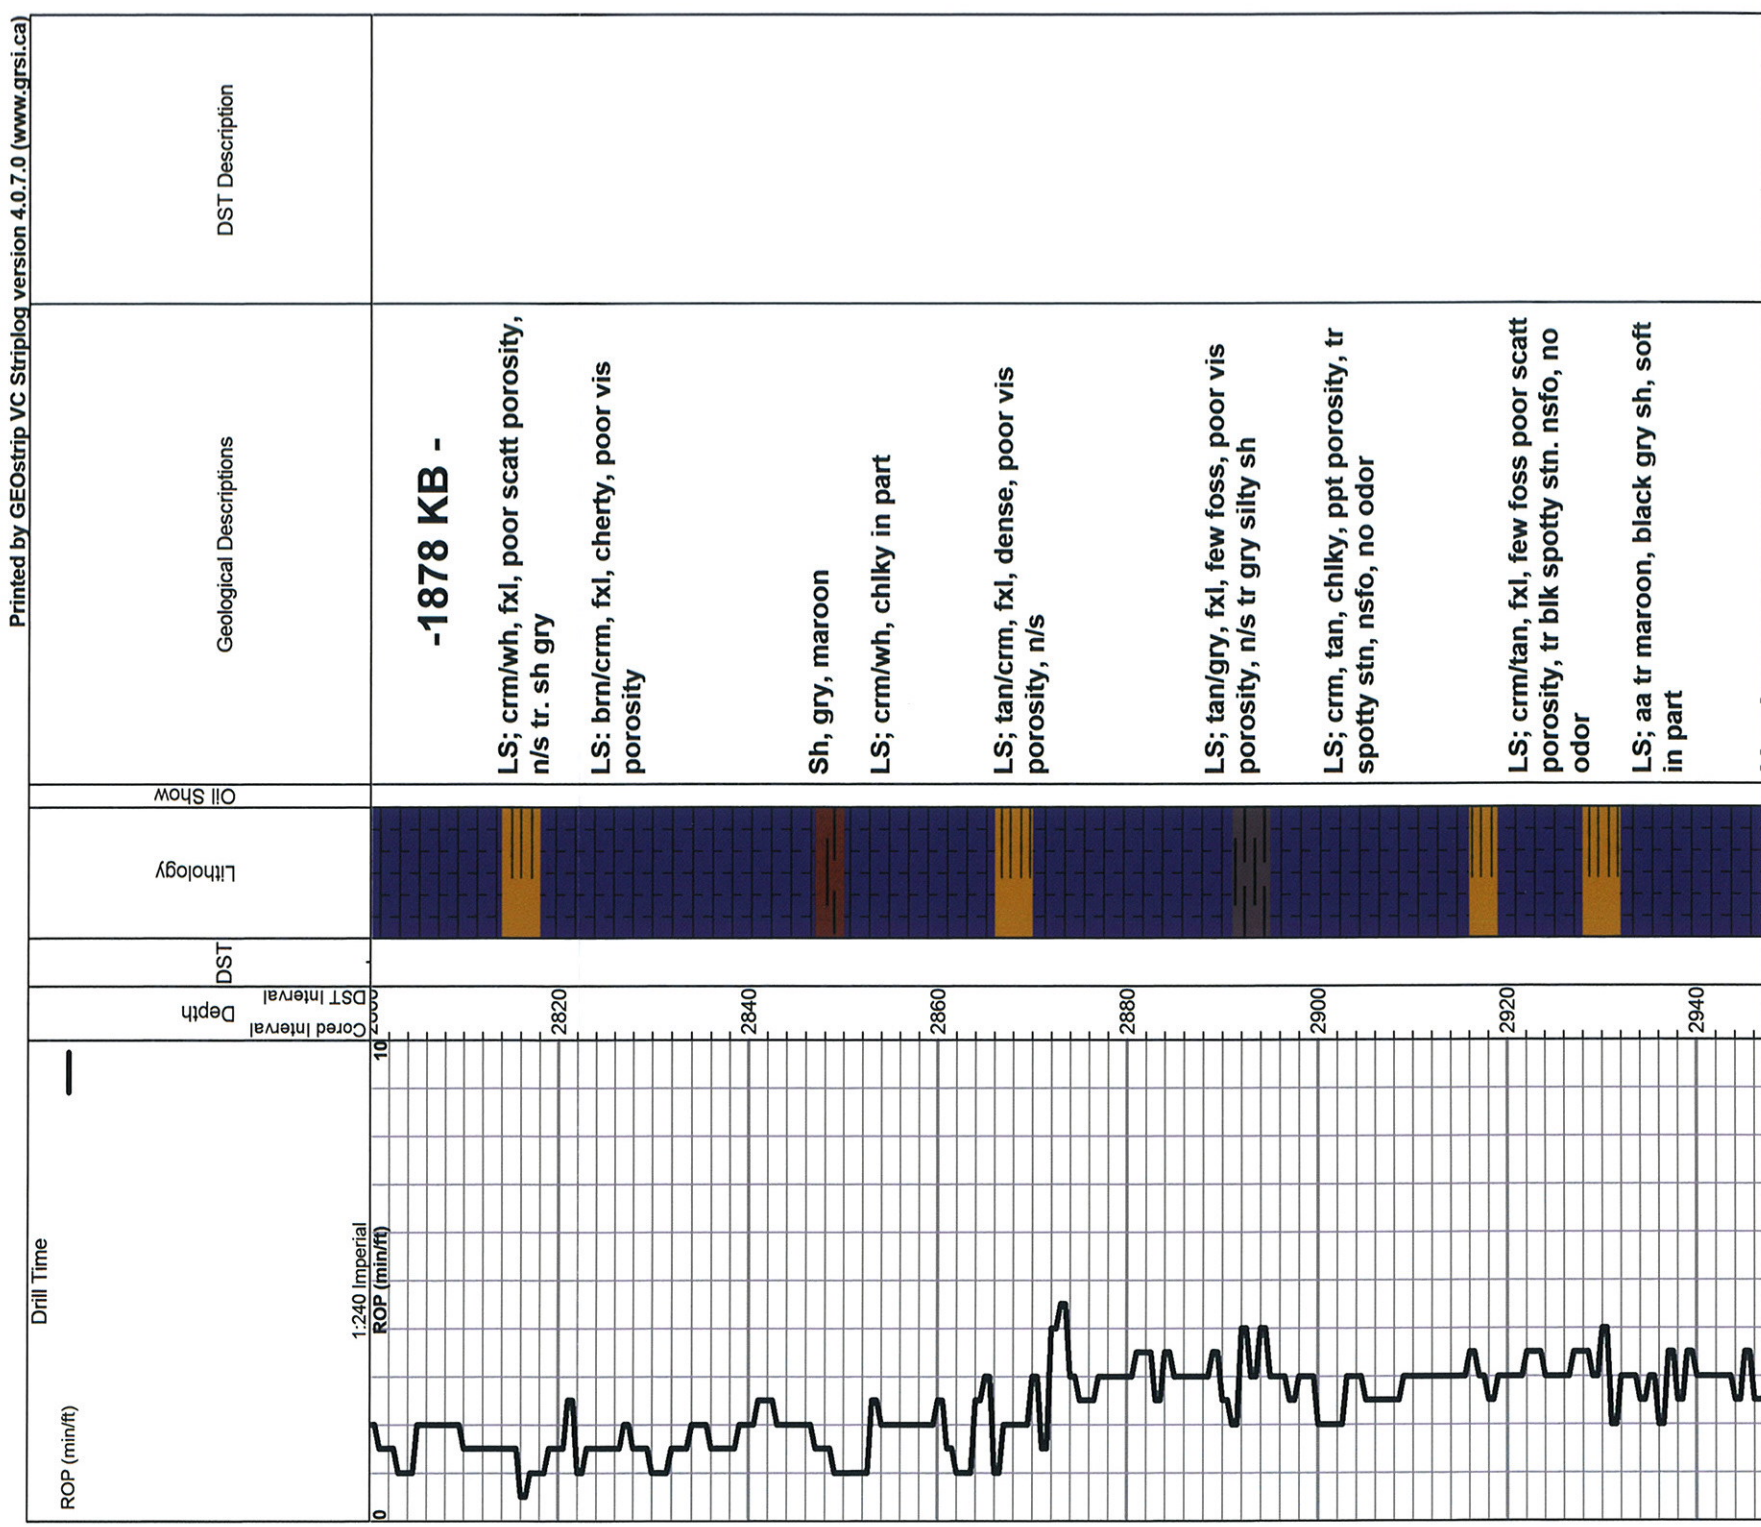 Printed by GEOstrip VC Striplog version 4.0.7.0 (www.grsi.ca)
Drill Time
ROP (min/ft)
Depth
DST
Lithology
Oil Show
Geological Descriptions
DST Description
1:240 Imperial
Cored Interval
DST Interval
0
ROP (min/ft)
10
-1878 KB -
LS; crm/wh, fxl, poor scatt porosity,
n/s tr. sh gry
2820
LS: brn/crm, fxl, cherty, poor vis
porosity
2840
Sh, gry, maroon
LS; crm/wh, chlky in part
2860
LS; tan/crm, fxl, dense, poor vis
porosity, n/s
2880
LS; tan/gry, fxl, few foss, poor vis
porosity, n/s tr gry silty sh
2900
LS; crm, tan, chlky, ppt porosity, tr
spotty stn, nsfo, no odor
2920
LS; crm/tan, fxl, few foss poor scatt
porosity, tr blk spotty stn. nsfo, no
odor
LS; aa tr maroon, black gry sh, soft
in part
2940